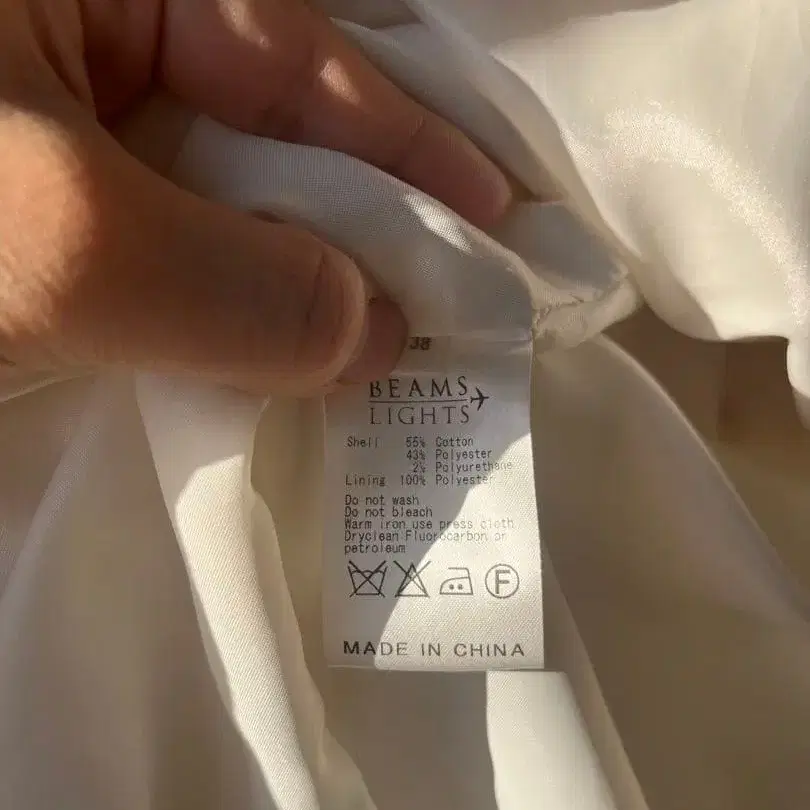 38
BEAMS
LIGHTS
Shell 55% Cotton
43% Polyester
2% Polyurethane
Lining 100% Polyester
Do not wash
Do not bleach
Warm iron use press cloth
Dryclean Fluorocarbon or
petroleum
F
MADE IN CHINA